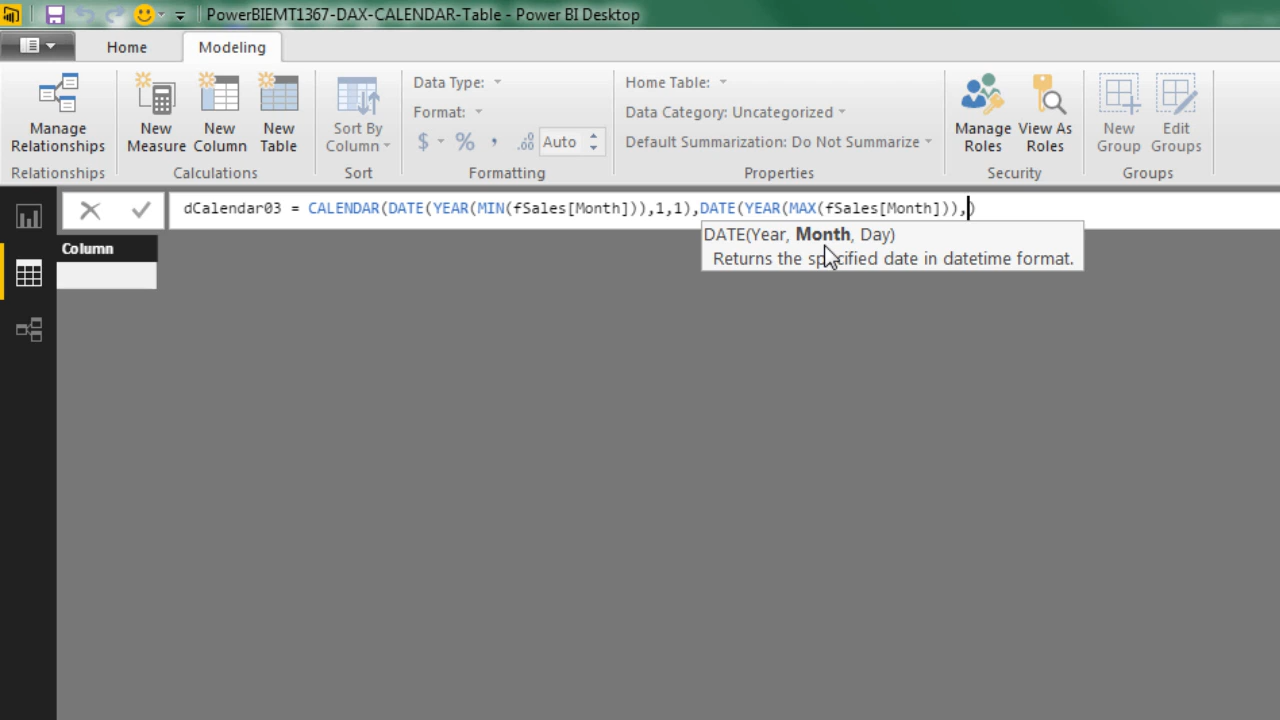 PowerBIEMT1367-DAX-CALENDAR-Table - Power BI Desktop
Home Modeling
Manage Relationships
New Measure
New Column
New Table
Sort By Column
Data Type:
Format:
$ % , .00 Auto
Home Table:
Data Category: Uncategorized
Default Summarization: Do Not Summarize
Manage Roles
View As Roles
New Group
Edit Groups
Relationships Calculations Sort Formatting Properties Security Groups
dCalendar03 = CALENDAR(DATE(YEAR(MIN(fSales[Month])),1,1),DATE(YEAR(MAX(fSales[Month])),)
DATE(Year, Month, Day)
Returns the specified date in datetime format.
Column